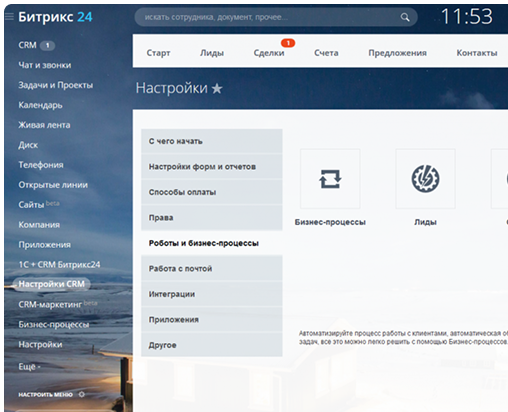 Битрикс 24
искать сотрудника, документ, прочее...
11:53
CRM 1
Чат и звонки
Задачи и Проекты
Календарь
Живая лента
Диск
Телефония
Открытые линии
Сайты beta
Компания
Приложения
1С + CRM Битрикс24
Настройки CRM
CRM-маркетинг beta
Бизнес-процессы
Настройки
Ещё
НАСТРОИТЬ МЕНЮ
Старт Лиды Сделки 1 Счета Предложения Контакты
Настройки
С чего начать
Настройки форм и отчетов
Способы оплаты
Права
Роботы и бизнес-процессы
Работа с почтой
Интеграции
Приложения
Другое
Бизнес-процессы
Лиды
Автоматизируйте процесс работы с клиентами, автоматическая
задач, все это можно легко решить с помощью Бизнес-процессов